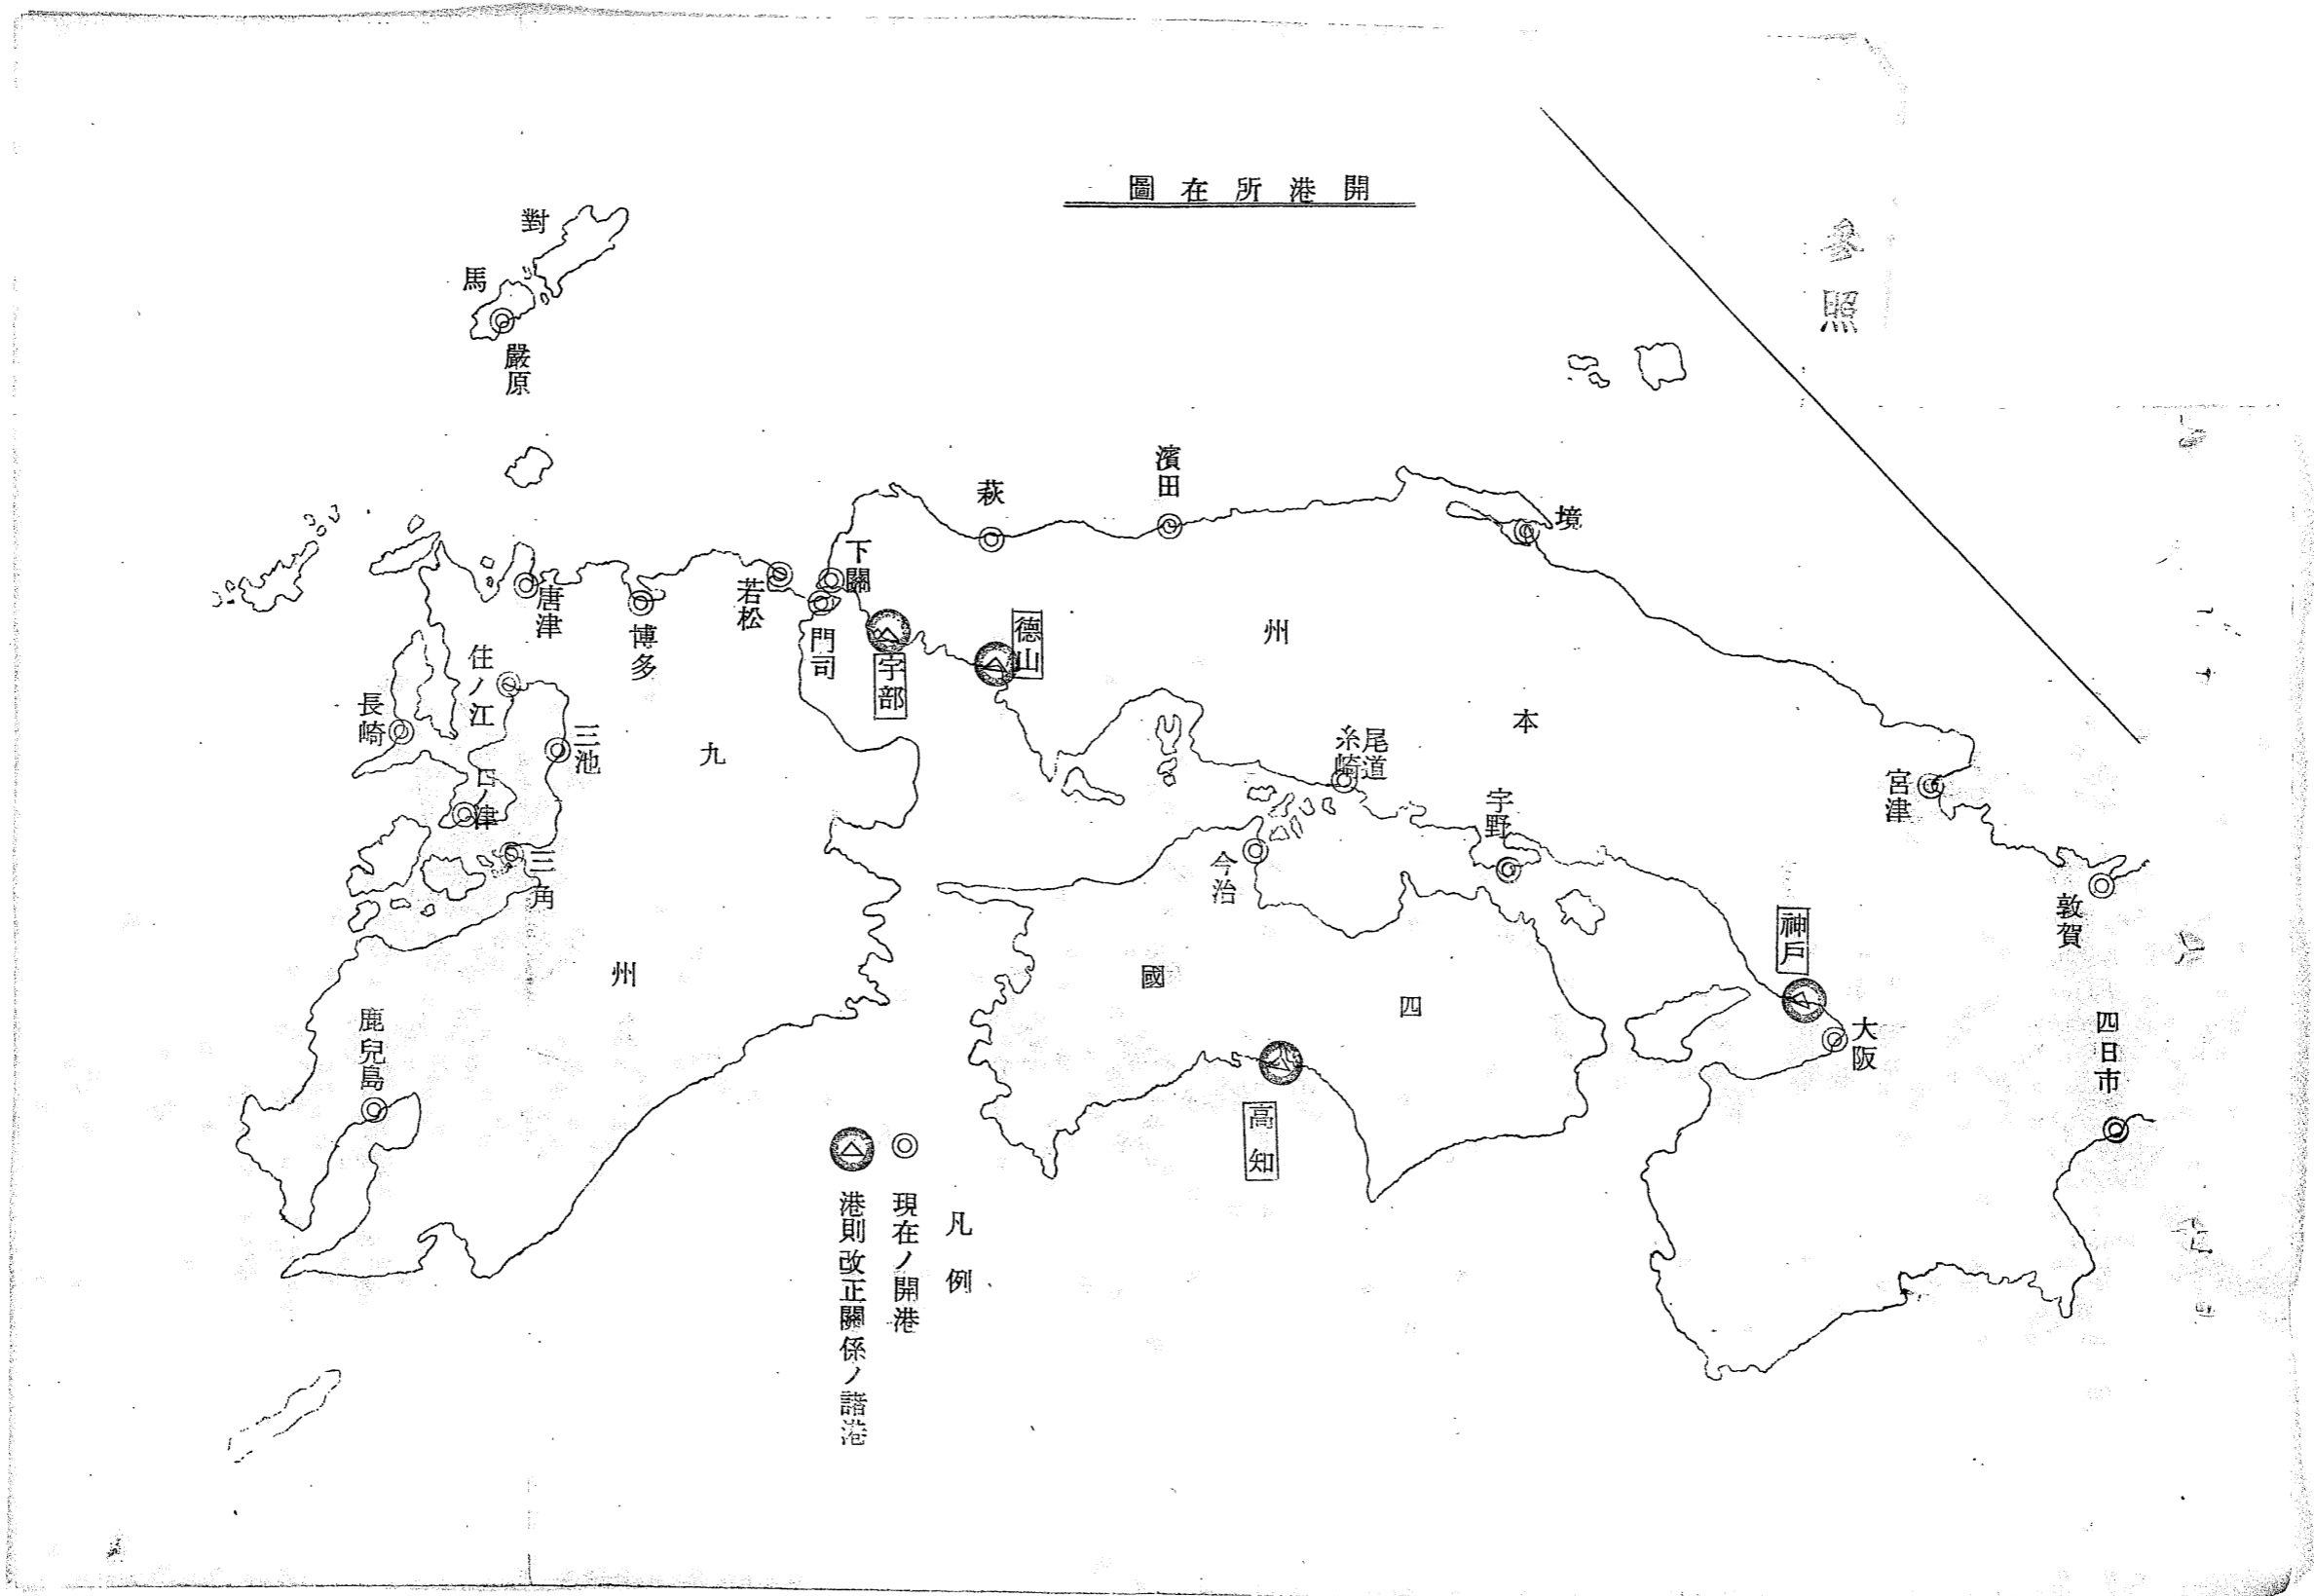 開港所在圖
參照
對馬
嚴原
萩
濱田
境
下關
若松
門司
宇部
德山
博多
唐津
住ノ江
長崎
三池
口ノ津
三角
鹿兒島
九州
本州
糸崎
尾道
宇野
今治
四國
高知
宮津
敦賀
神戶
大阪
四日市
凡例
現在ノ開港
港則改正關係ノ諸港